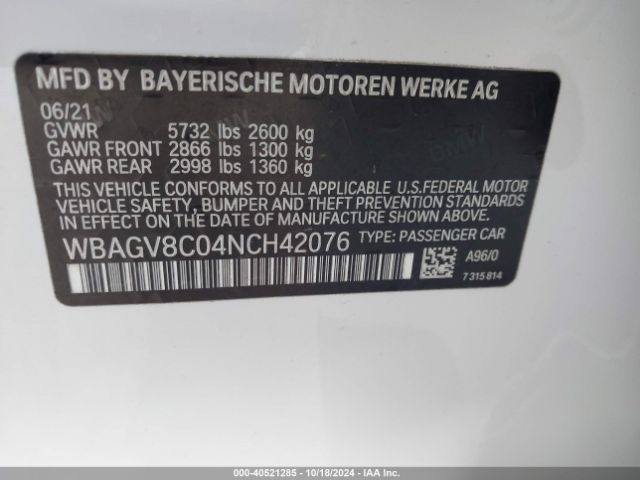 MFD BY BAYERISCHE MOTOREN WERKE AG
06/21
GVWR 5732 lbs 2600 kg
GAWR FRONT 2866 lbs 1300 kg
GAWR REAR 2998 lbs 1360 kg
THIS VEHICLE CONFORMS TO ALL APPLICABLE U.S.FEDERAL MOTOR
VEHICLE SAFETY, BUMPER AND THEFT PREVENTION STANDARDS
IN EFFECT ON THE DATE OF MANUFACTURE SHOWN ABOVE.
WBAGV8C04NCH42076 TYPE: PASSENGER CAR
A96/0
7 315 814
BMW
000-40521285 - 10/18/2024 - IAAI.com